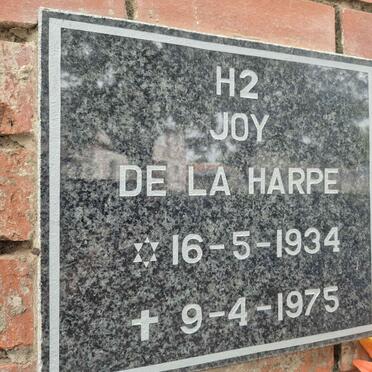 H2
JOY
DE LA HARPE
✡ 16-5-1934
✝ 9-4-1975